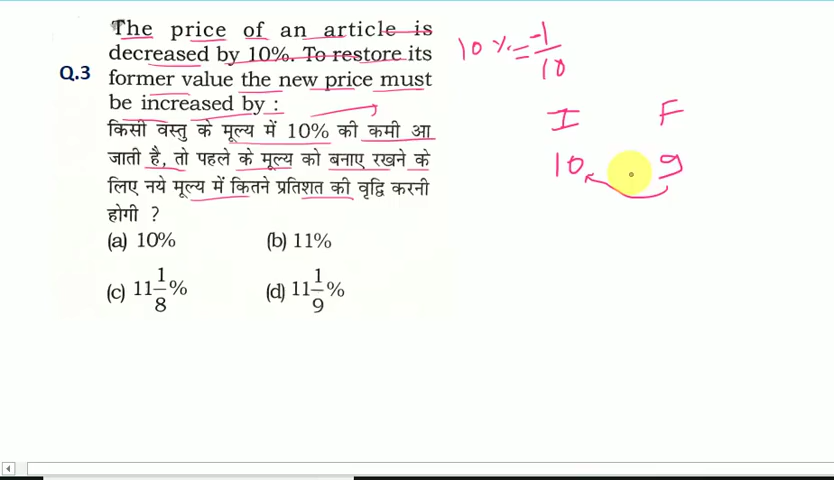 The price of an article is
decreased by 10%. To restore its
Q.3 former value the new price must
be increased by :
किसी वस्तु के मूल्य में 10% की कमी आ
जाती है, तो पहले के मूल्य को बनाए रखने के
लिए नये मूल्य में कितने प्रतिशत की वृद्धि करनी
होगी ?
(a) 10% (b) 11%
(c) 11 1/8 % (d) 11 1/9 %
10 % = -1/10
I F
10 9